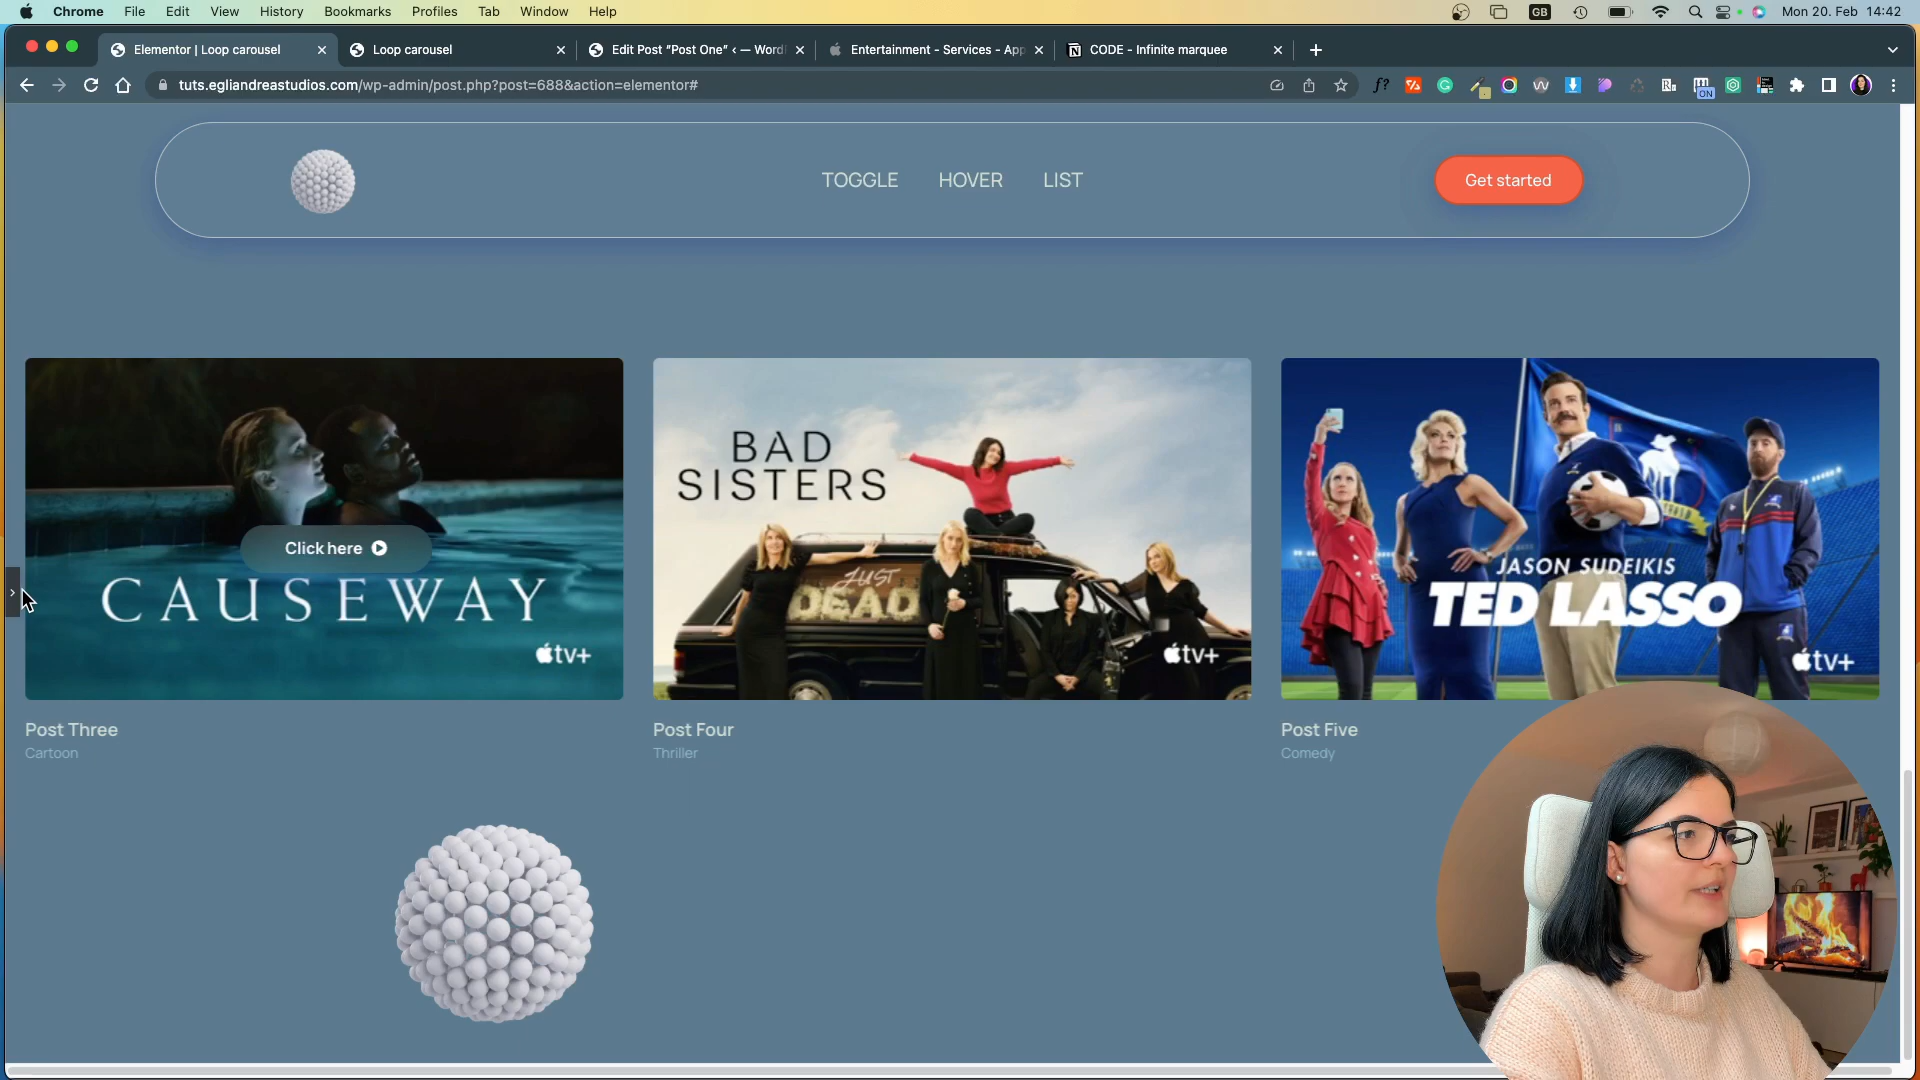 Chrome File Edit View History Bookmarks Profiles Tab Window Help GB Mon 20. Feb 14:42
Elementor | Loop carousel Loop carousel Edit Post “Post One” ‹ — Word Entertainment - Services - App CODE - Infinite marquee
tuts.egliandreastudios.com/wp-admin/post.php?post=688&action=elementor#
ON
TOGGLE HOVER LIST Get started
BAD
SISTERS
Click here
JUST
DEAD
CAUSEWAY
JASON SUDEIKIS
TED LASSO
tv+
tv+
tv+
Post Three Post Four Post Five
Cartoon Thriller Comedy